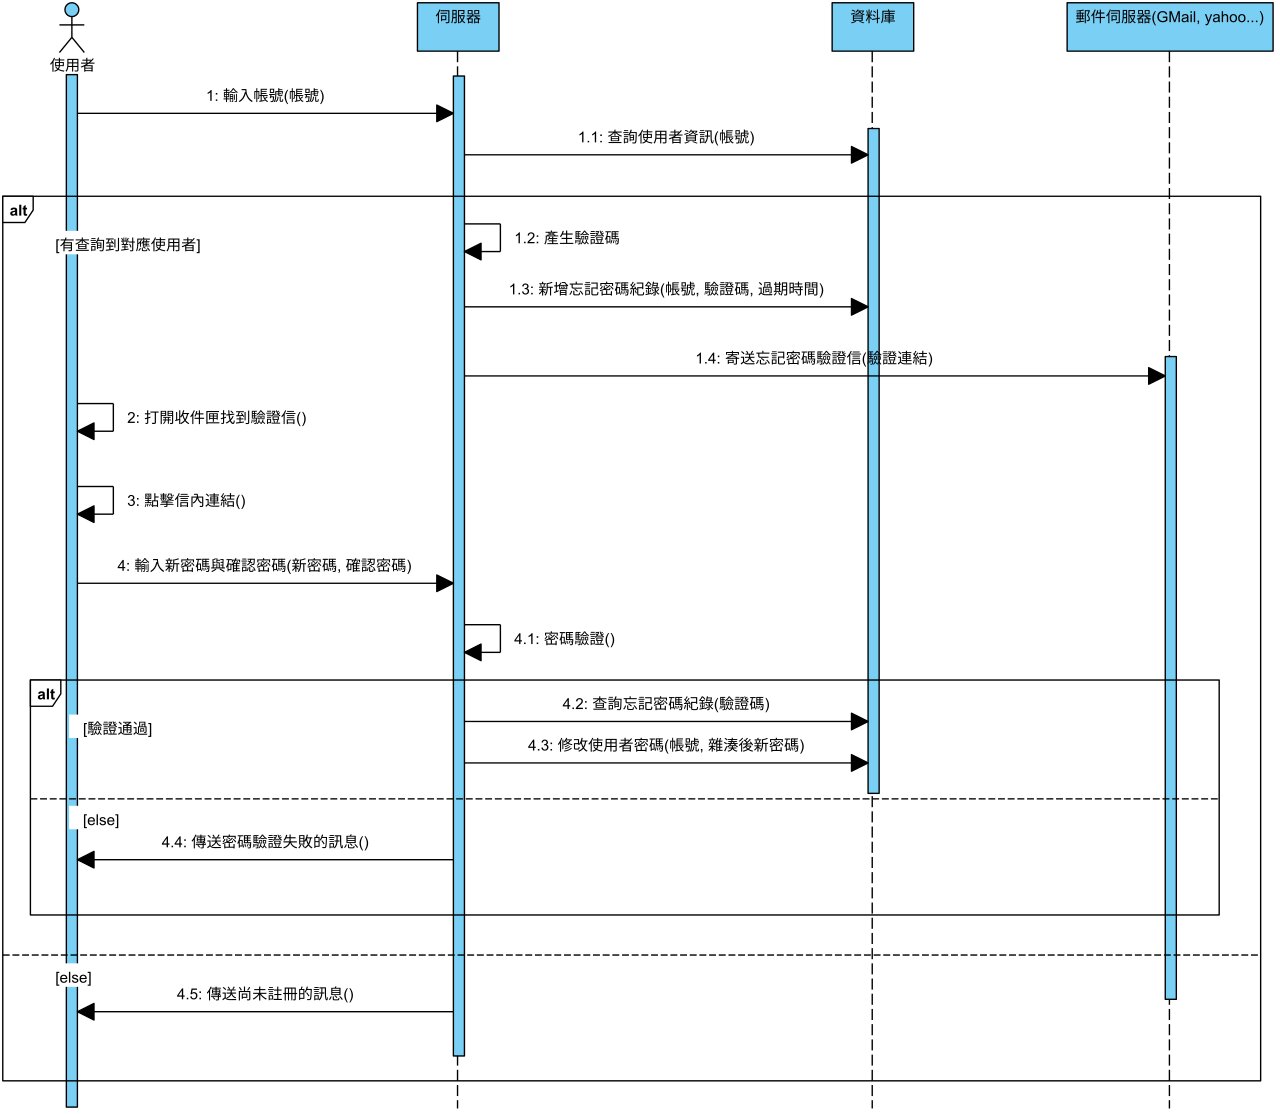 使用者
伺服器
資料庫
郵件伺服器(GMail, yahoo...)
1: 輸入帳號(帳號)
1.1: 查詢使用者資訊(帳號)
alt
[有查詢到對應使用者]
1.2: 產生驗證碼
1.3: 新增忘記密碼紀錄(帳號, 驗證碼, 過期時間)
1.4: 寄送忘記密碼驗證信(驗證連結)
2: 打開收件匣找到驗證信()
3: 點擊信內連結()
4: 輸入新密碼與確認密碼(新密碼, 確認密碼)
4.1: 密碼驗證()
alt
[驗證通過]
4.2: 查詢忘記密碼紀錄(驗證碼)
4.3: 修改使用者密碼(帳號, 雜湊後新密碼)
[else]
4.4: 傳送密碼驗證失敗的訊息()
[else]
4.5: 傳送尚未註冊的訊息()